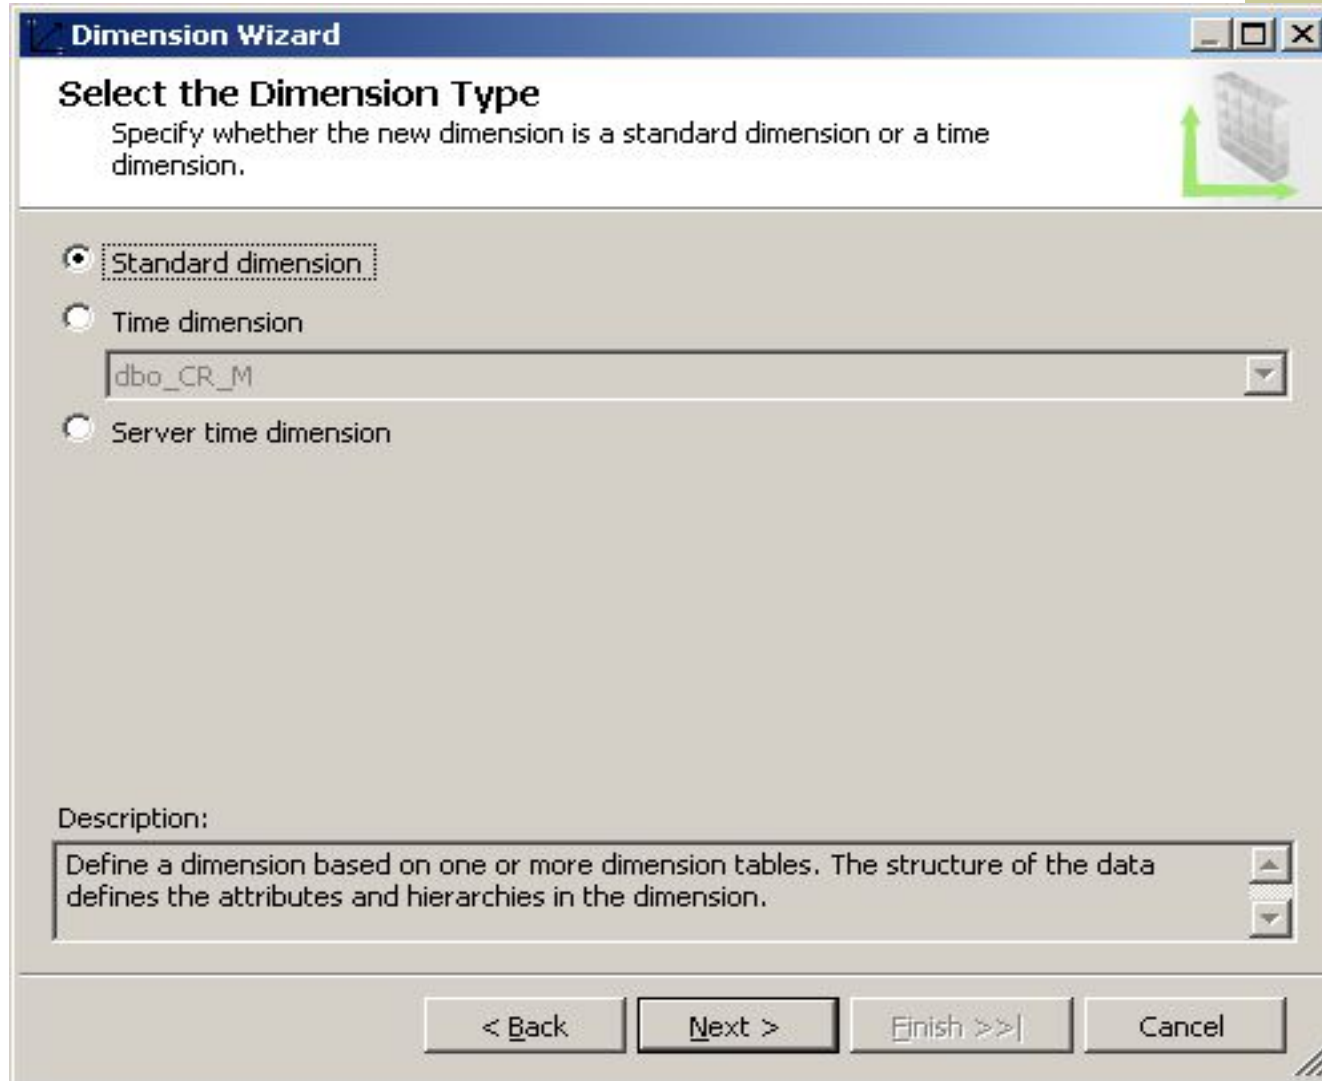 Dimension Wizard
Select the Dimension Type
Specify whether the new dimension is a standard dimension or a time
dimension.
Standard dimension
Time dimension
dbo_CR_M
Server time dimension
Description:
Define a dimension based on one or more dimension tables. The structure of the data
defines the attributes and hierarchies in the dimension.
< Back
Next >
Finish >>|
Cancel